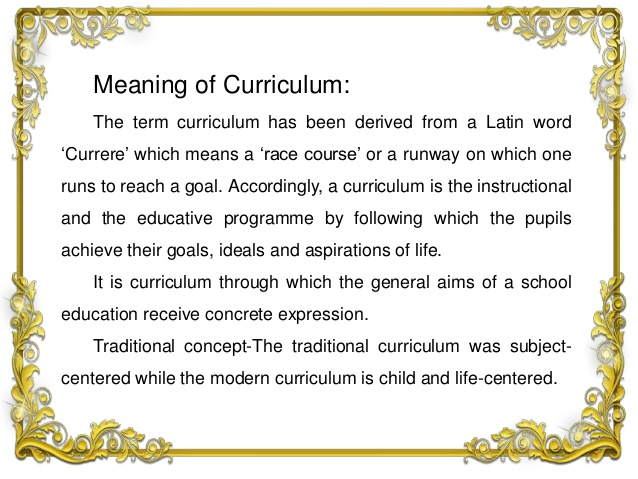 Meaning of Curriculum:
The term curriculum has been derived from a Latin word
‘Currere’ which means a ‘race course’ or a runway on which one
runs to reach a goal. Accordingly, a curriculum is the instructional
and the educative programme by following which the pupils
achieve their goals, ideals and aspirations of life.
It is curriculum through which the general aims of a school
education receive concrete expression.
Traditional concept-The traditional curriculum was subject-
centered while the modern curriculum is child and life-centered.